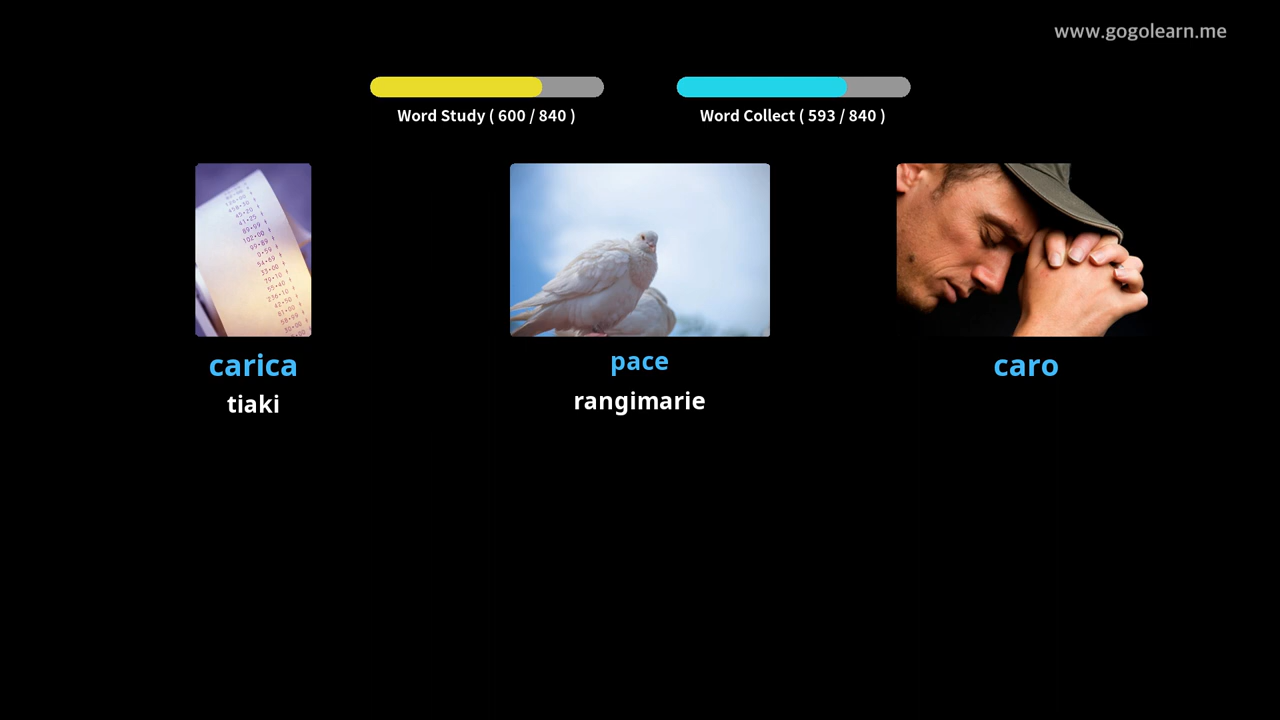 www.gogolearn.me
Word Study ( 600 / 840 )
Word Collect ( 593 / 840 )
carica
tiaki
pace
rangimarie
caro